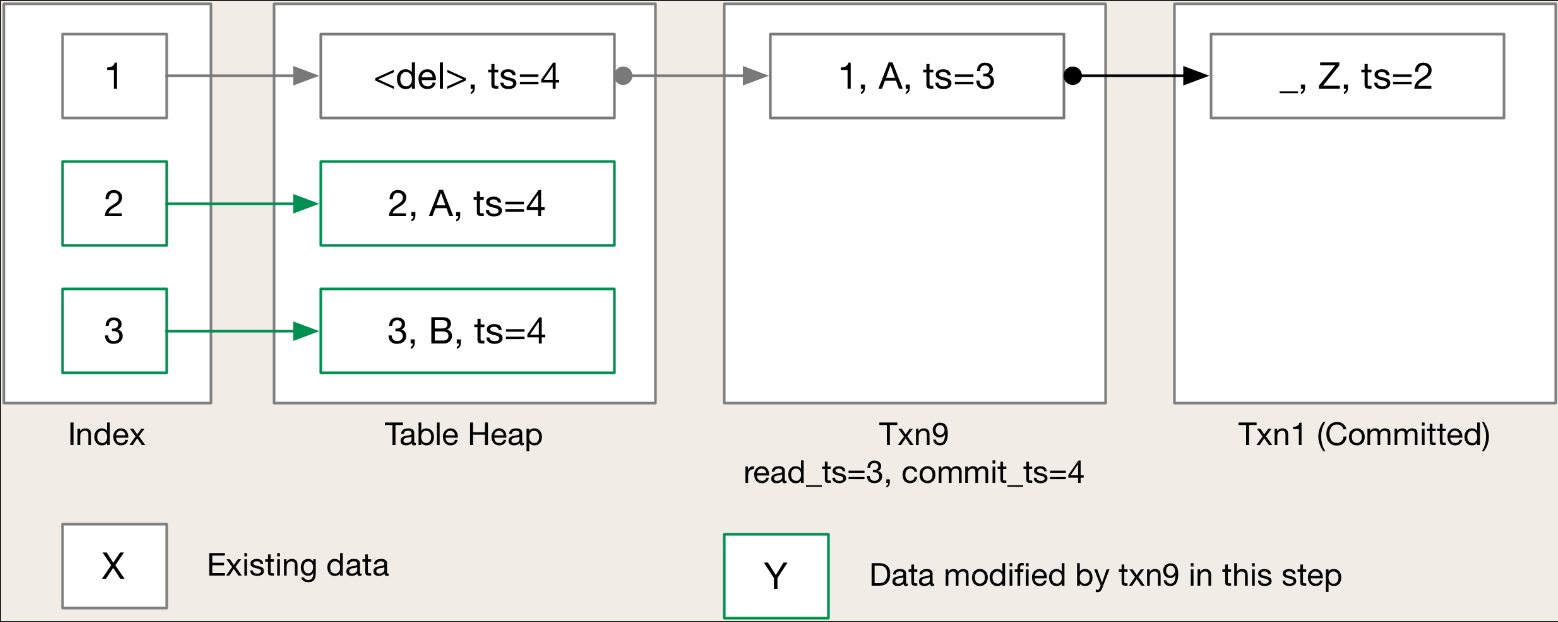 1
<del>, ts=4
1, A, ts=3
_, Z, ts=2
2
2, A, ts=4
3
3, B, ts=4
Index
Table Heap
Txn9
read_ts=3, commit_ts=4
Txn1 (Committed)
X
Existing data
Y
Data modified by txn9 in this step